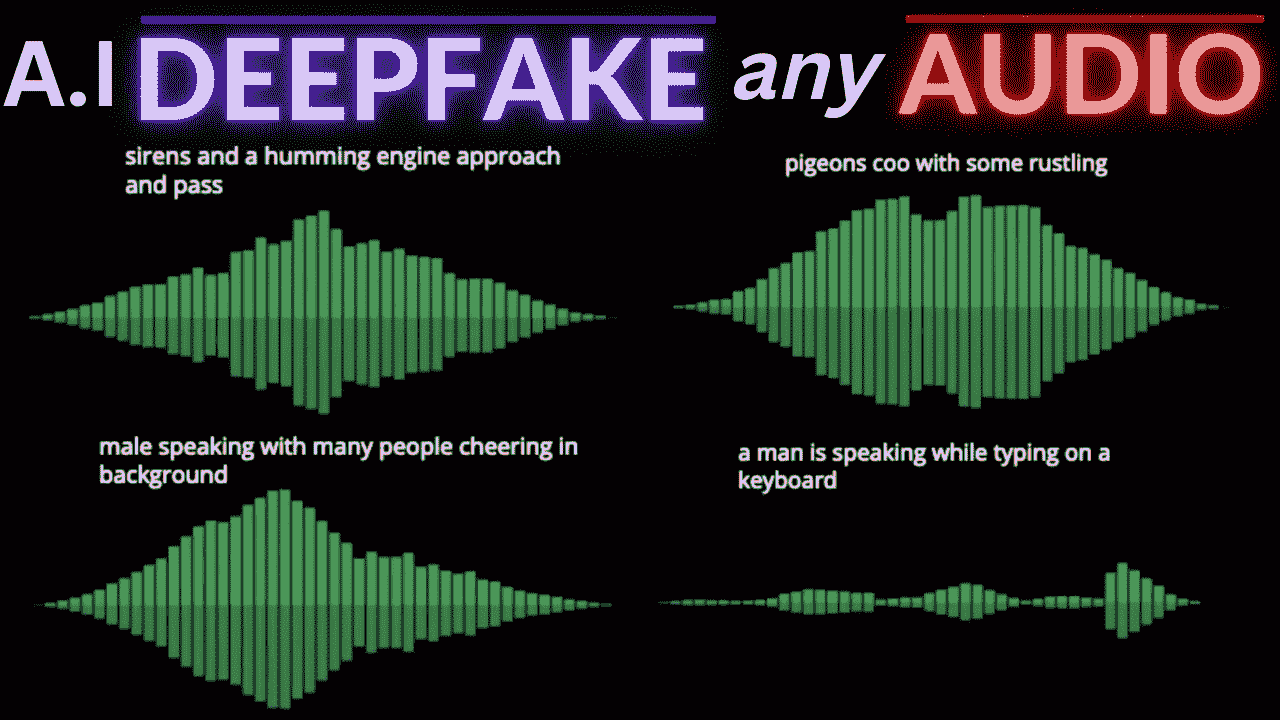 A.I DEEPFAKE any AUDIO
sirens and a humming engine approach
and pass
pigeons coo with some rustling
male speaking with many people cheering in
background
a man is speaking while typing on a
keyboard